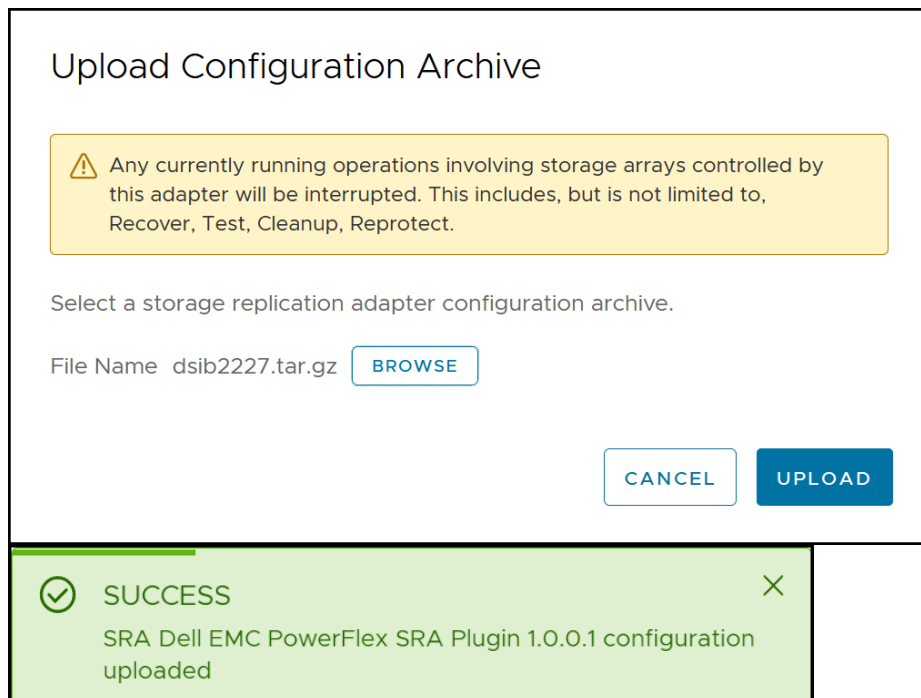 Upload Configuration Archive
Any currently running operations involving storage arrays controlled by
this adapter will be interrupted. This includes, but is not limited to,
Recover, Test, Cleanup, Reprotect.
Select a storage replication adapter configuration archive.
File Name dsib2227.tar.gz BROWSE
CANCEL UPLOAD
SUCCESS
SRA Dell EMC PowerFlex SRA Plugin 1.0.0.1 configuration
uploaded